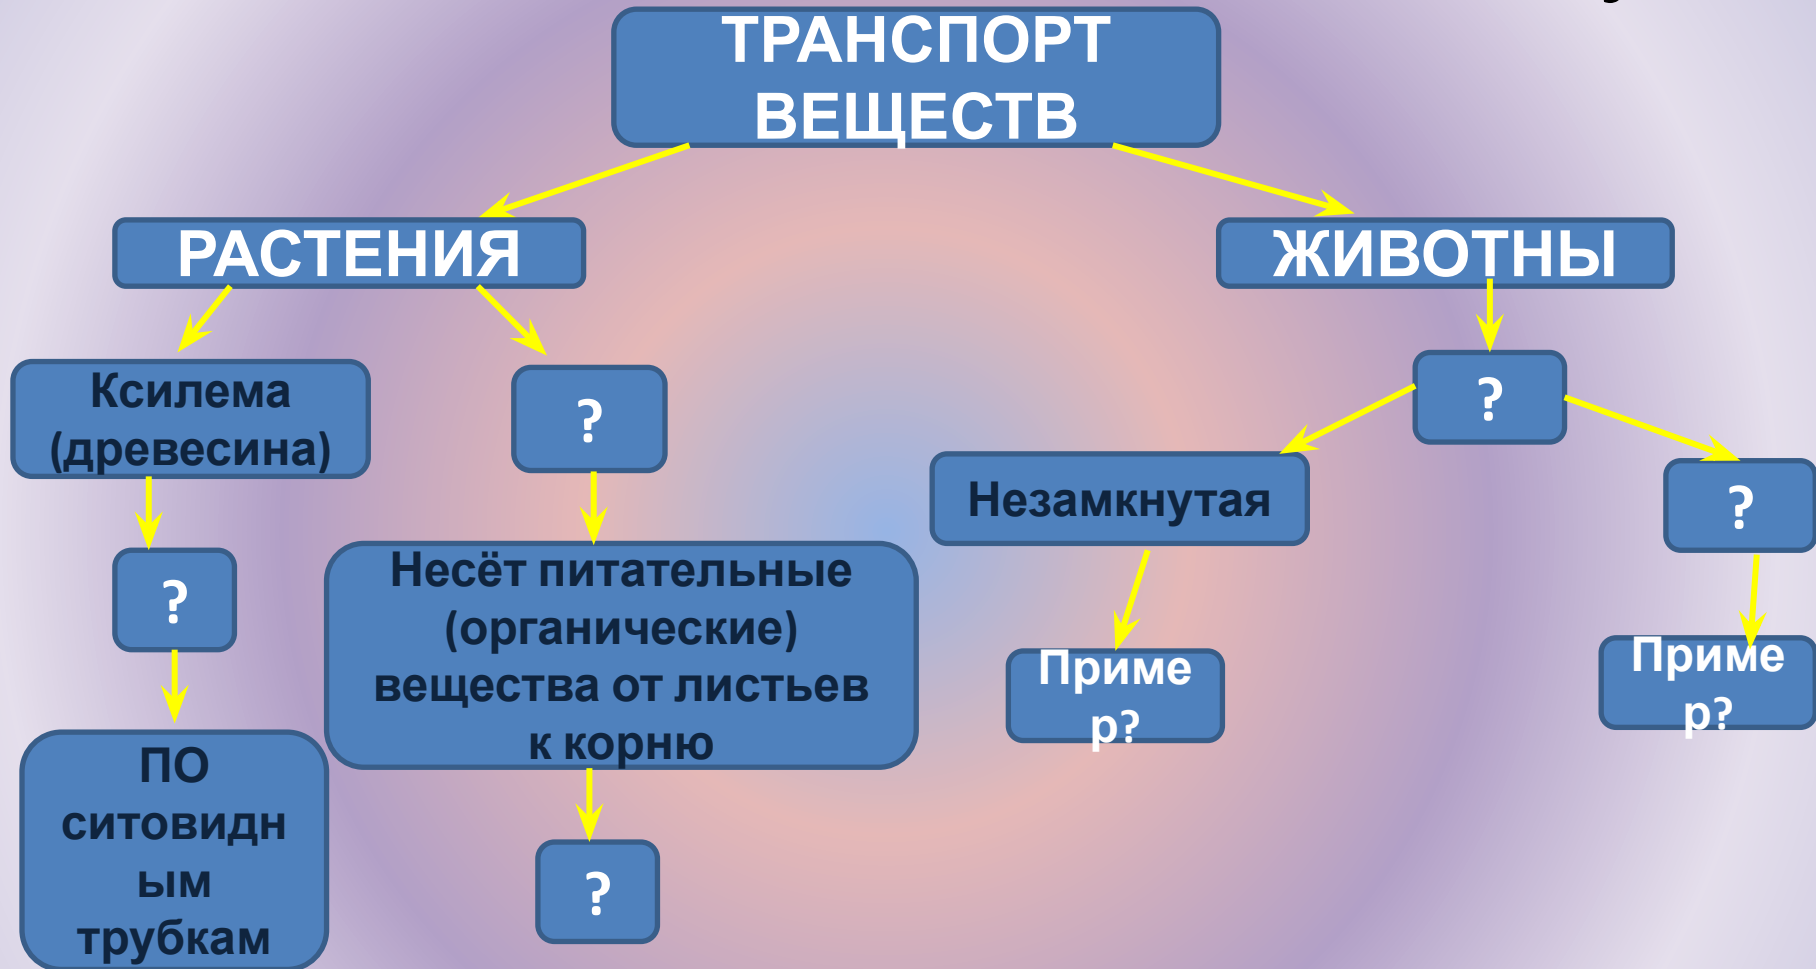 ТРАНСПОРТ
ВЕЩЕСТВ
РАСТЕНИЯ
ЖИВОТНЫ
Ксилема
(древесина)
?
?
Незамкнутая
?
?
Несёт питательные
(органические)
вещества от листьев
к корню
Приме
р?
Приме
р?
ПО
ситовидн
ым
трубкам
?